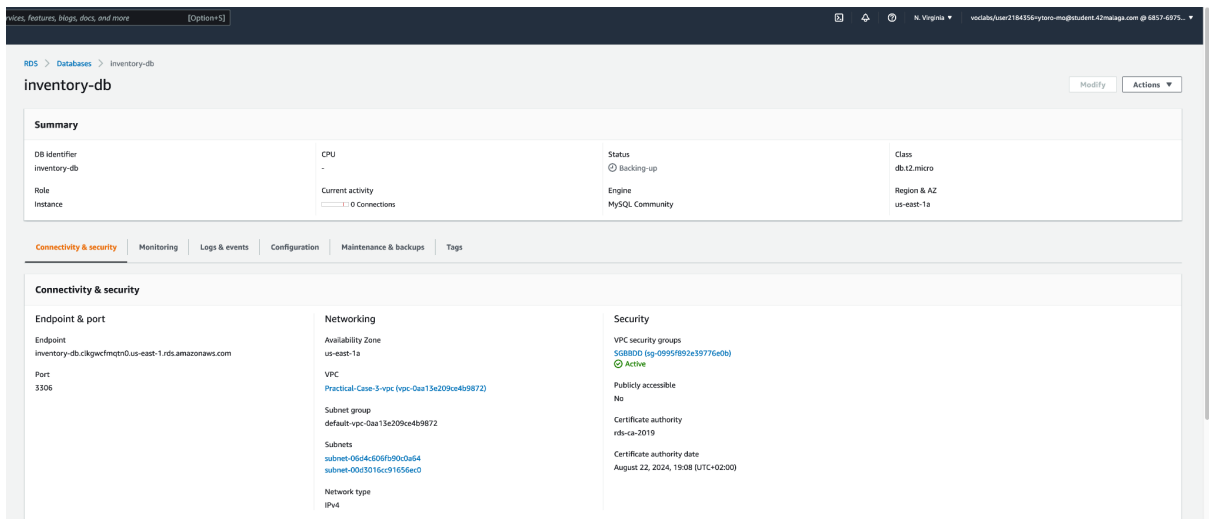 rvices, features, blogs, docs, and more [Option+S] N. Virginia ▼ voclabs/user2184356=ytoro-mo@student.42malaga.com @ 6857-6975... ▼
RDS > Databases > inventory-db
inventory-db
Modify Actions ▼
Summary
DB identifier CPU Status Class
inventory-db - Backing-up db.t2.micro
Role Current activity Engine Region & AZ
Instance 0 Connections MySQL Community us-east-1a
Connectivity & security Monitoring Logs & events Configuration Maintenance & backups Tags
Connectivity & security
Endpoint & port
Endpoint
inventory-db.clkgwcfmqtn0.us-east-1.rds.amazonaws.com
Port
3306
Networking
Availability Zone
us-east-1a
VPC
Practical-Case-3-vpc (vpc-0aa13e209ce4b9872)
Subnet group
default-vpc-0aa13e209ce4b9872
Subnets
subnet-06d4c606fb90c0a64
subnet-00d3016cc91656ec0
Network type
IPv4
Security
VPC security groups
SGBBDD (sg-0995f892e39776e0b)
Active
Publicly accessible
No
Certificate authority
rds-ca-2019
Certificate authority date
August 22, 2024, 19:08 (UTC+02:00)